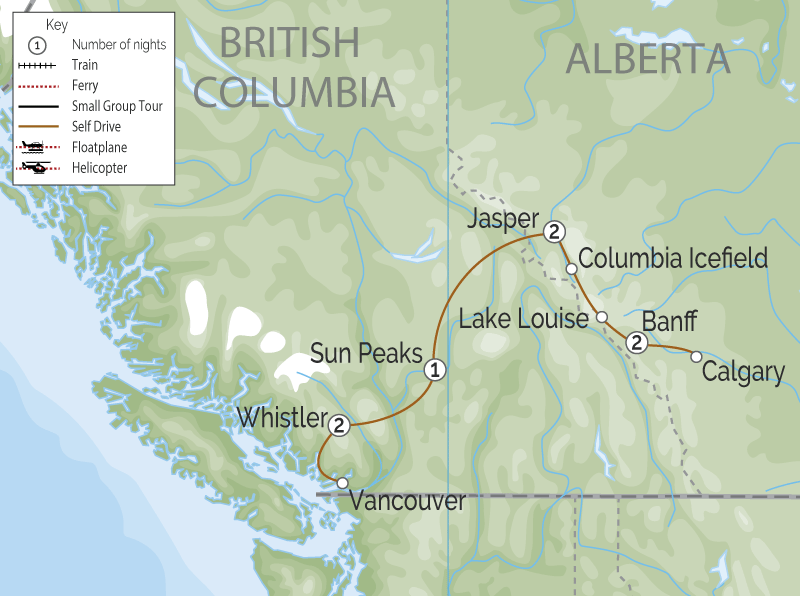 Key
1 Number of nights
Train
Ferry
Small Group Tour
Self Drive
Floatplane
Helicopter
BRITISH
COLUMBIA
ALBERTA
Jasper
2
Columbia Icefield
Lake Louise
Banff
2
Calgary
Sun Peaks
1
Whistler
2
Vancouver